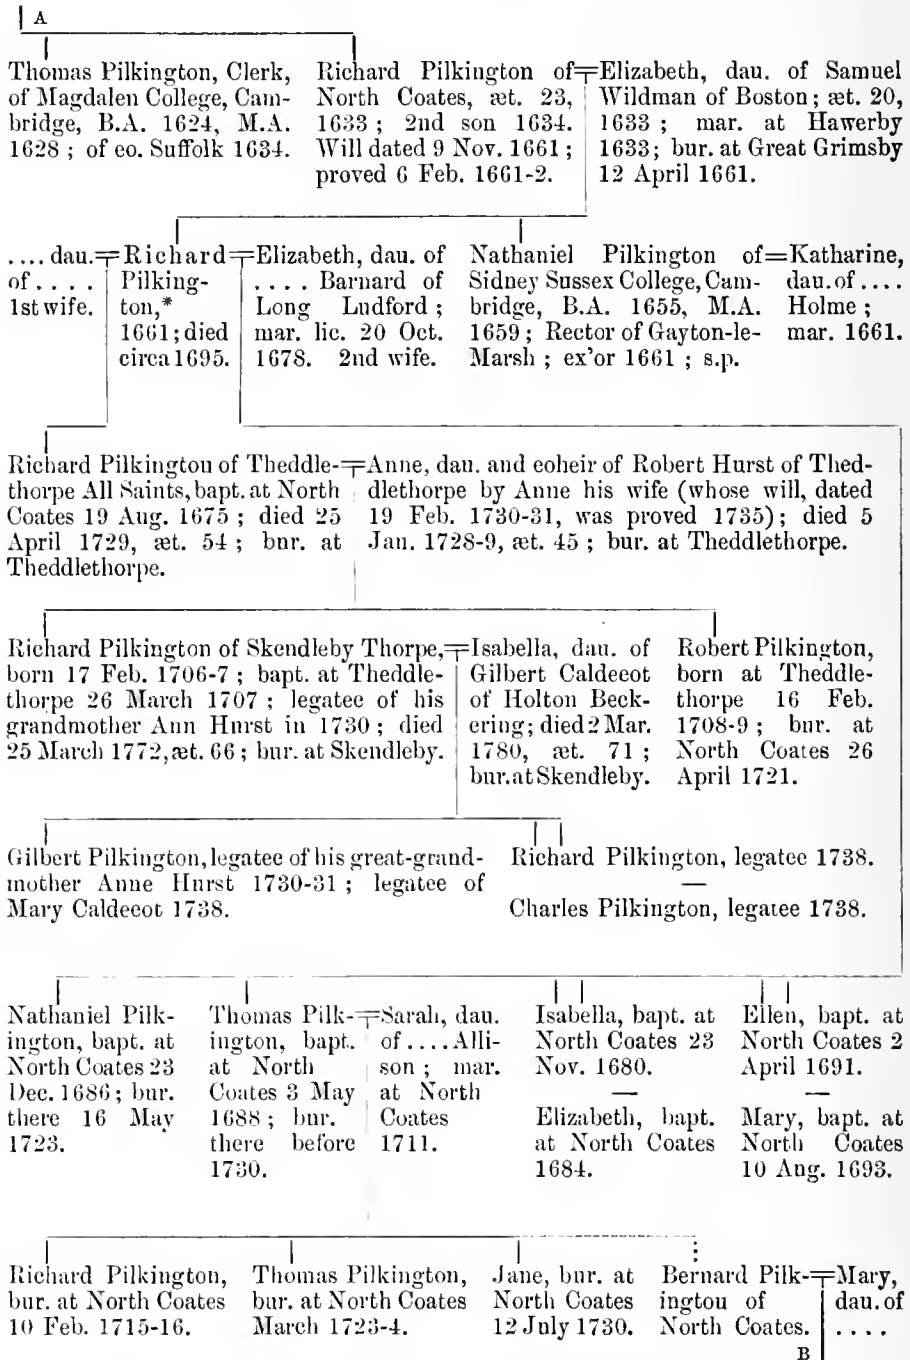 A
Thomas Pilkington, Clerk,
of Magdalen College, Cam-
bridge, B.A. 1624, M.A.
1628 ; of co. Suffolk 1634.
Richard Pilkington of
North Coates, æt. 23,
1633 ; 2nd son 1634.
Will dated 9 Nov. 1661 ;
proved 6 Feb. 1661-2.
Elizabeth, dau. of Samuel
Wildman of Boston ; æt. 20,
1633 ; mar. at Hawerby
1633; bur. at Great Grimsby
12 April 1661.
.... dau.
of ....
1st wife.
Richard
Pilking-
ton,*
1661; died
circa 1695.
Elizabeth, dau. of
.... Barnard of
Long Ludford ;
mar. lic. 20 Oct.
1678. 2nd wife.
Nathaniel Pilkington of
Sidney Sussex College, Cam-
bridge, B.A. 1655, M.A.
1659 ; Rector of Gayton-le-
Marsh ; ex'or 1661 ; s.p.
Katharine,
dau. of ....
Holme ;
mar. 1661.
Richard Pilkington of Theddle-
thorpe All Saints, bapt. at North
Coates 19 Aug. 1675 ; died 25
April 1729, æt. 54 ; bur. at
Theddlethorpe.
Anne, dau. and coheir of Robert Hurst of Thed-
dlethorpe by Anne his wife (whose will, dated
19 Feb. 1730-31, was proved 1735) ; died 5
Jan. 1728-9, æt. 45 ; bur. at Theddlethorpe.
Richard Pilkington of Skendleby Thorpe,
born 17 Feb. 1706-7 ; bapt. at Theddle-
thorpe 26 March 1707 ; legatee of his
grandmother Ann Hurst in 1730 ; died
25 March 1772, æt. 66 ; bur. at Skendleby.
Isabella, dau. of
Gilbert Caldecot
of Holton Beck-
ering; died 2 Mar.
1780, æt. 71 ;
bur. at Skendleby.
Robert Pilkington,
born at Theddle-
thorpe 16 Feb.
1708-9 ; bur. at
North Coates 26
April 1721.
Gilbert Pilkington, legatee of his great-grand-
mother Anne Hurst 1730-31 ; legatee of
Mary Caldecot 1738.
Richard Pilkington, legatee 1738.
—
Charles Pilkington, legatee 1738.
Nathaniel Pilk-
ington, bapt. at
North Coates 23
Dec. 1686; bur.
there 16 May
1723.
Thomas Pilk-
ington, bapt.
at North
Coates 3 May
1688 ; bur.
there before
1730.
Sarah, dau.
of .... Alli-
son ; mar.
at North
Coates
1711.
Isabella, bapt. at
North Coates 23
Nov. 1680.
—
Elizabeth, bapt.
at North Coates
1684.
Ellen, bapt. at
North Coates 2
April 1691.
—
Mary, bapt. at
North Coates
10 Aug. 1693.
Richard Pilkington,
bur. at North Coates
10 Feb. 1715-16.
Thomas Pilkington,
bur. at North Coates
March 1723-4.
Jane, bur. at
North Coates
12 July 1730.
Bernard Pilk-
ington of
North Coates.
Mary,
dau. of
....
B